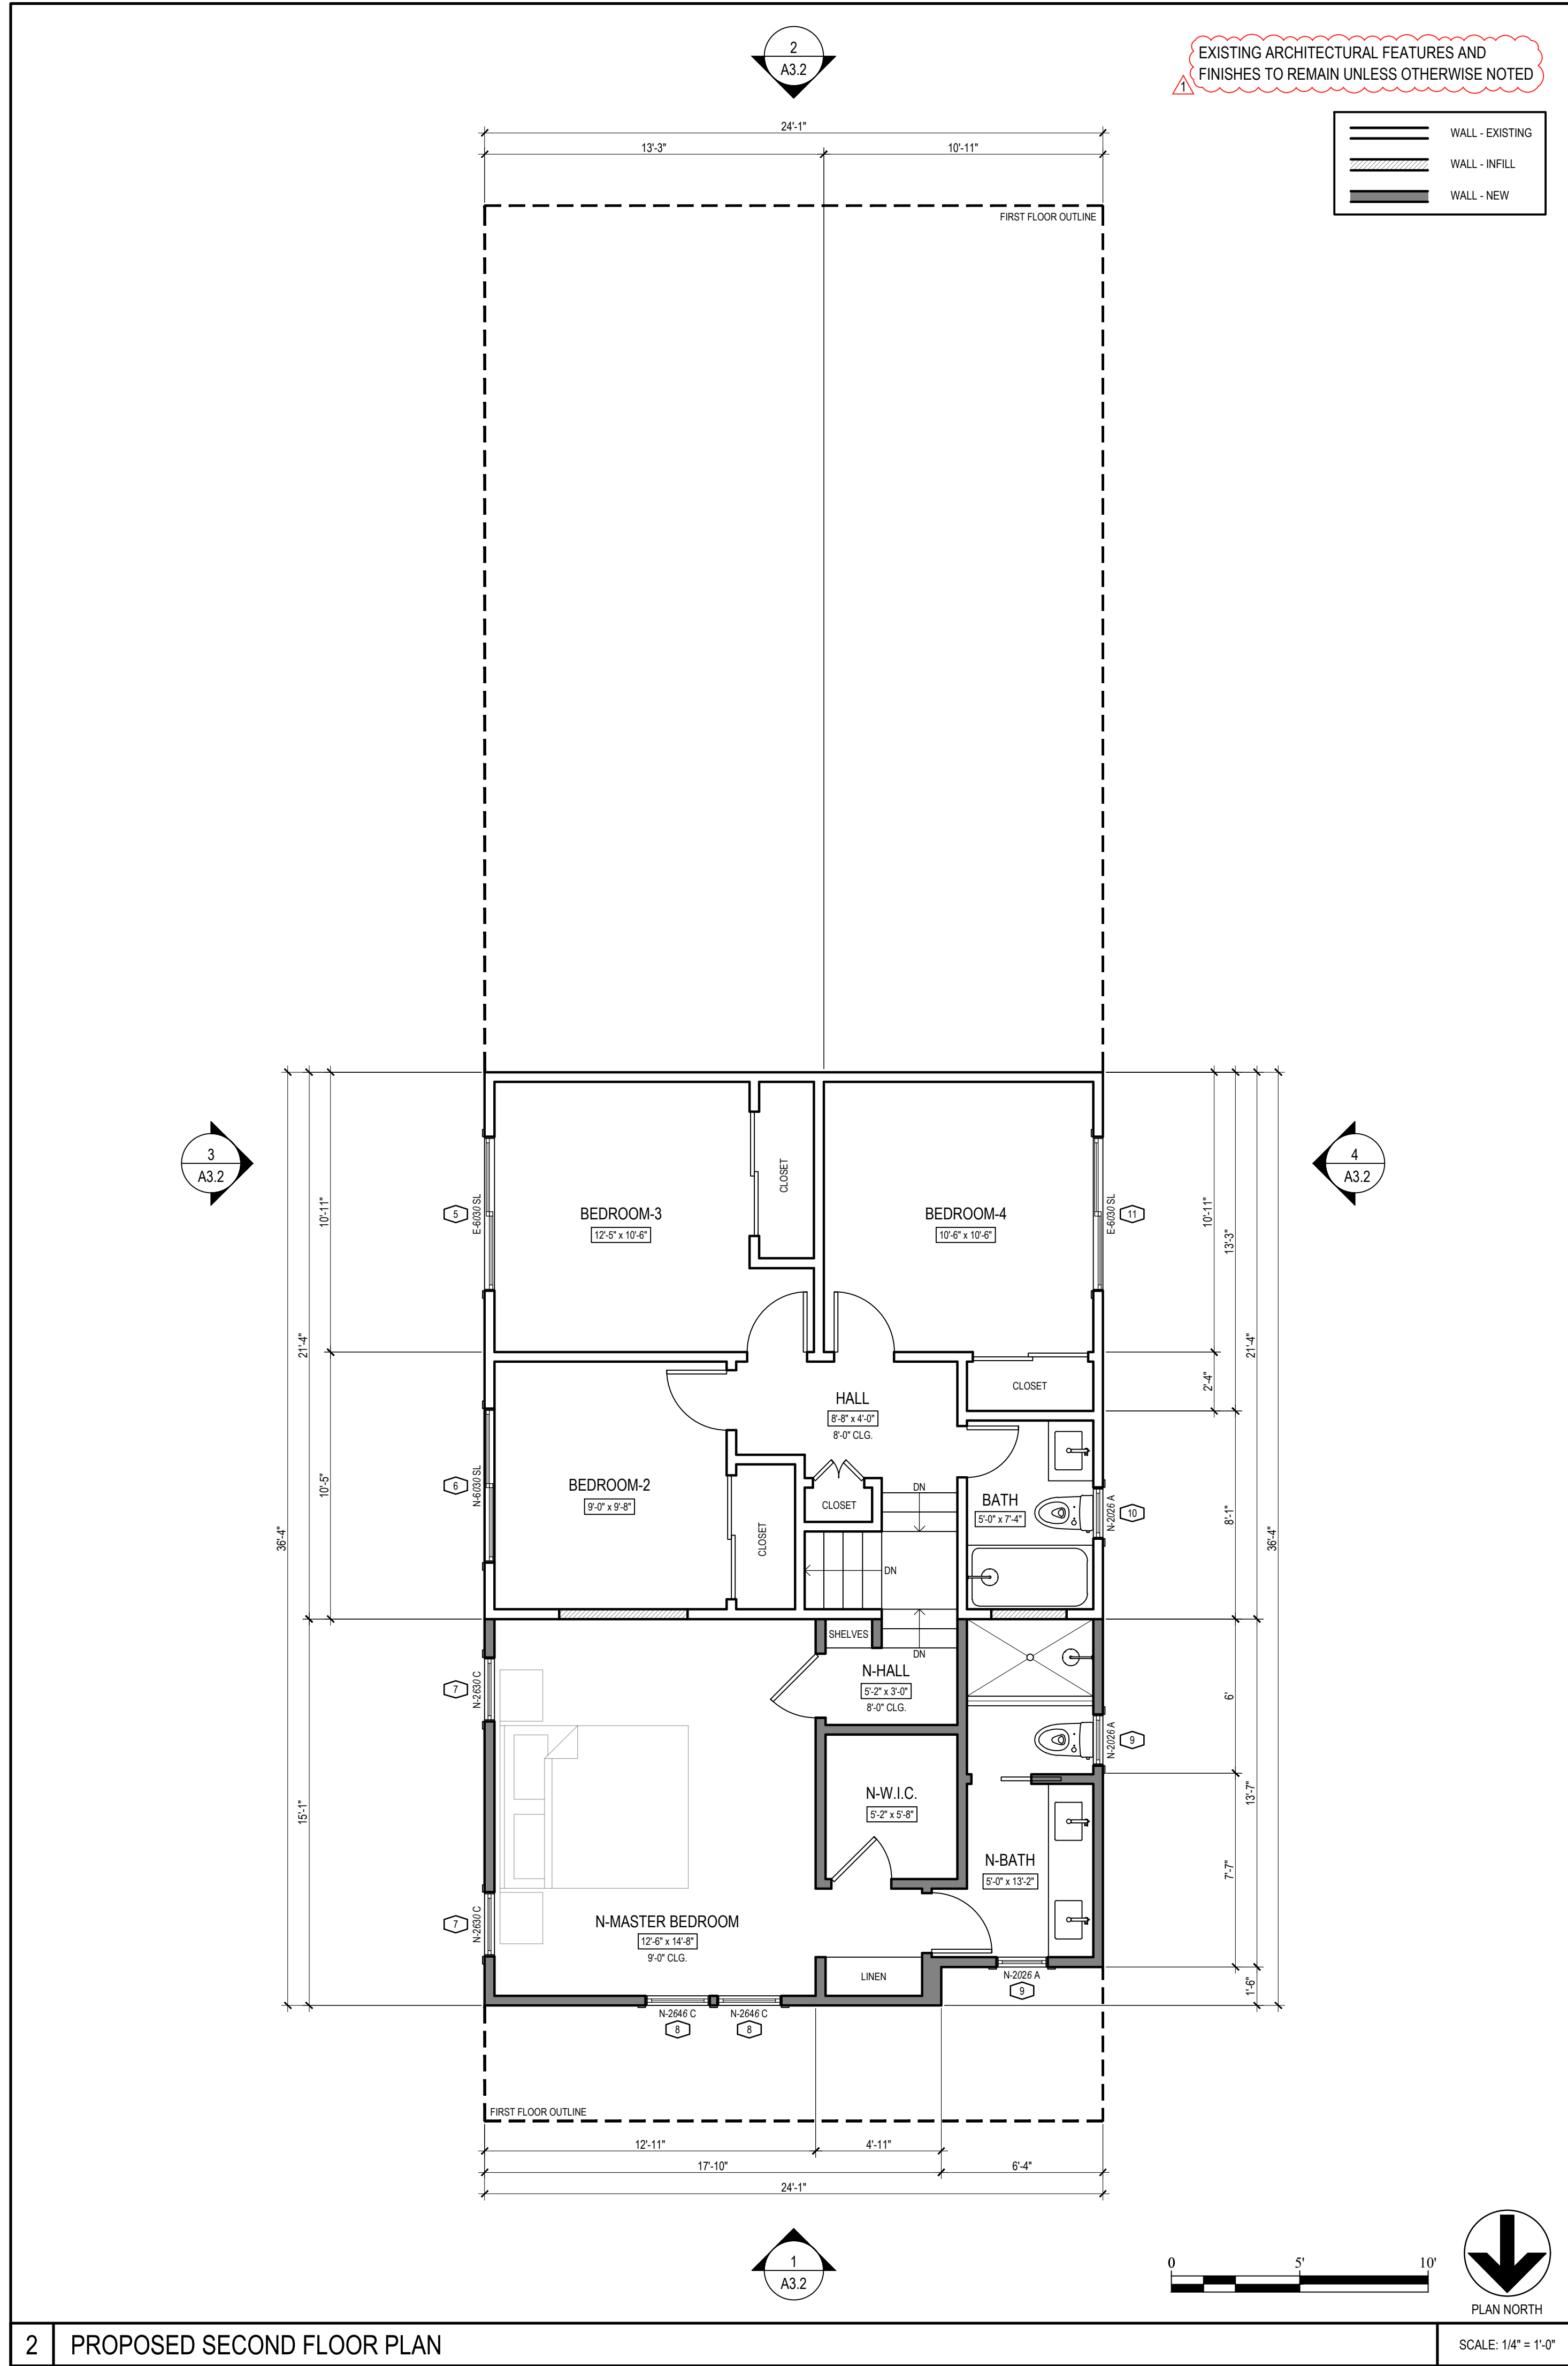 2
A3.2
EXISTING ARCHITECTURAL FEATURES AND
FINISHES TO REMAIN UNLESS OTHERWISE NOTED
1
WALL - EXISTING
WALL - INFILL
WALL - NEW
24'-1"
13'-3"
10'-11"
FIRST FLOOR OUTLINE
3
A3.2
4
A3.2
36'-4"
21'-4"
10'-11"
10'-5"
15'-1"
5
E-6030 SL
6
N-6030 SL
7
N-2630 C
7
N-2630 C
BEDROOM-3
12'-5" x 10'-6"
CLOSET
BEDROOM-4
10'-6" x 10'-6"
CLOSET
HALL
8'-8" x 4'-0"
8'-0" CLG.
BEDROOM-2
9'-0" x 9'-8"
CLOSET
CLOSET
DN
DN
DN
BATH
5'-0" x 7'-4"
SHELVES
N-HALL
5'-2" x 3'-0"
8'-0" CLG.
N-W.I.C.
5'-2" x 5'-8"
N-BATH
5'-0" x 13'-2"
N-MASTER BEDROOM
12'-6" x 14'-8"
9'-0" CLG.
LINEN
E-6030 SL
11
N-2026 A
10
N-2026 A
9
10'-11"
2'-4"
13'-3"
8'-1"
6'
7'-7"
21'-4"
13'-7"
1'-6"
36'-4"
N-2026 A
9
N-2646 C
8
N-2646 C
8
FIRST FLOOR OUTLINE
12'-11"
4'-11"
17'-10"
6'-4"
24'-1"
1
A3.2
0 5' 10'
PLAN NORTH
2 PROPOSED SECOND FLOOR PLAN
SCALE: 1/4" = 1'-0"